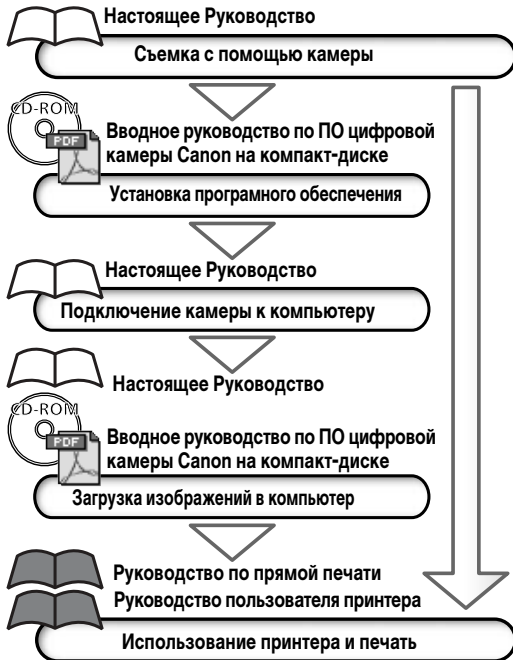 Настоящее Руководство
Съемка с помощью камеры
CD-ROM
PDF
Вводное руководство по ПО цифровой
камеры Canon на компакт-диске
Установка програмного обеспечения
Настоящее Руководство
Подключение камеры к компьютеру
Настоящее Руководство
CD-ROM
PDF
Вводное руководство по ПО цифровой
камеры Canon на компакт-диске
Загрузка изображений в компьютер
Руководство по прямой печати
Руководство пользователя принтера
Использование принтера и печать